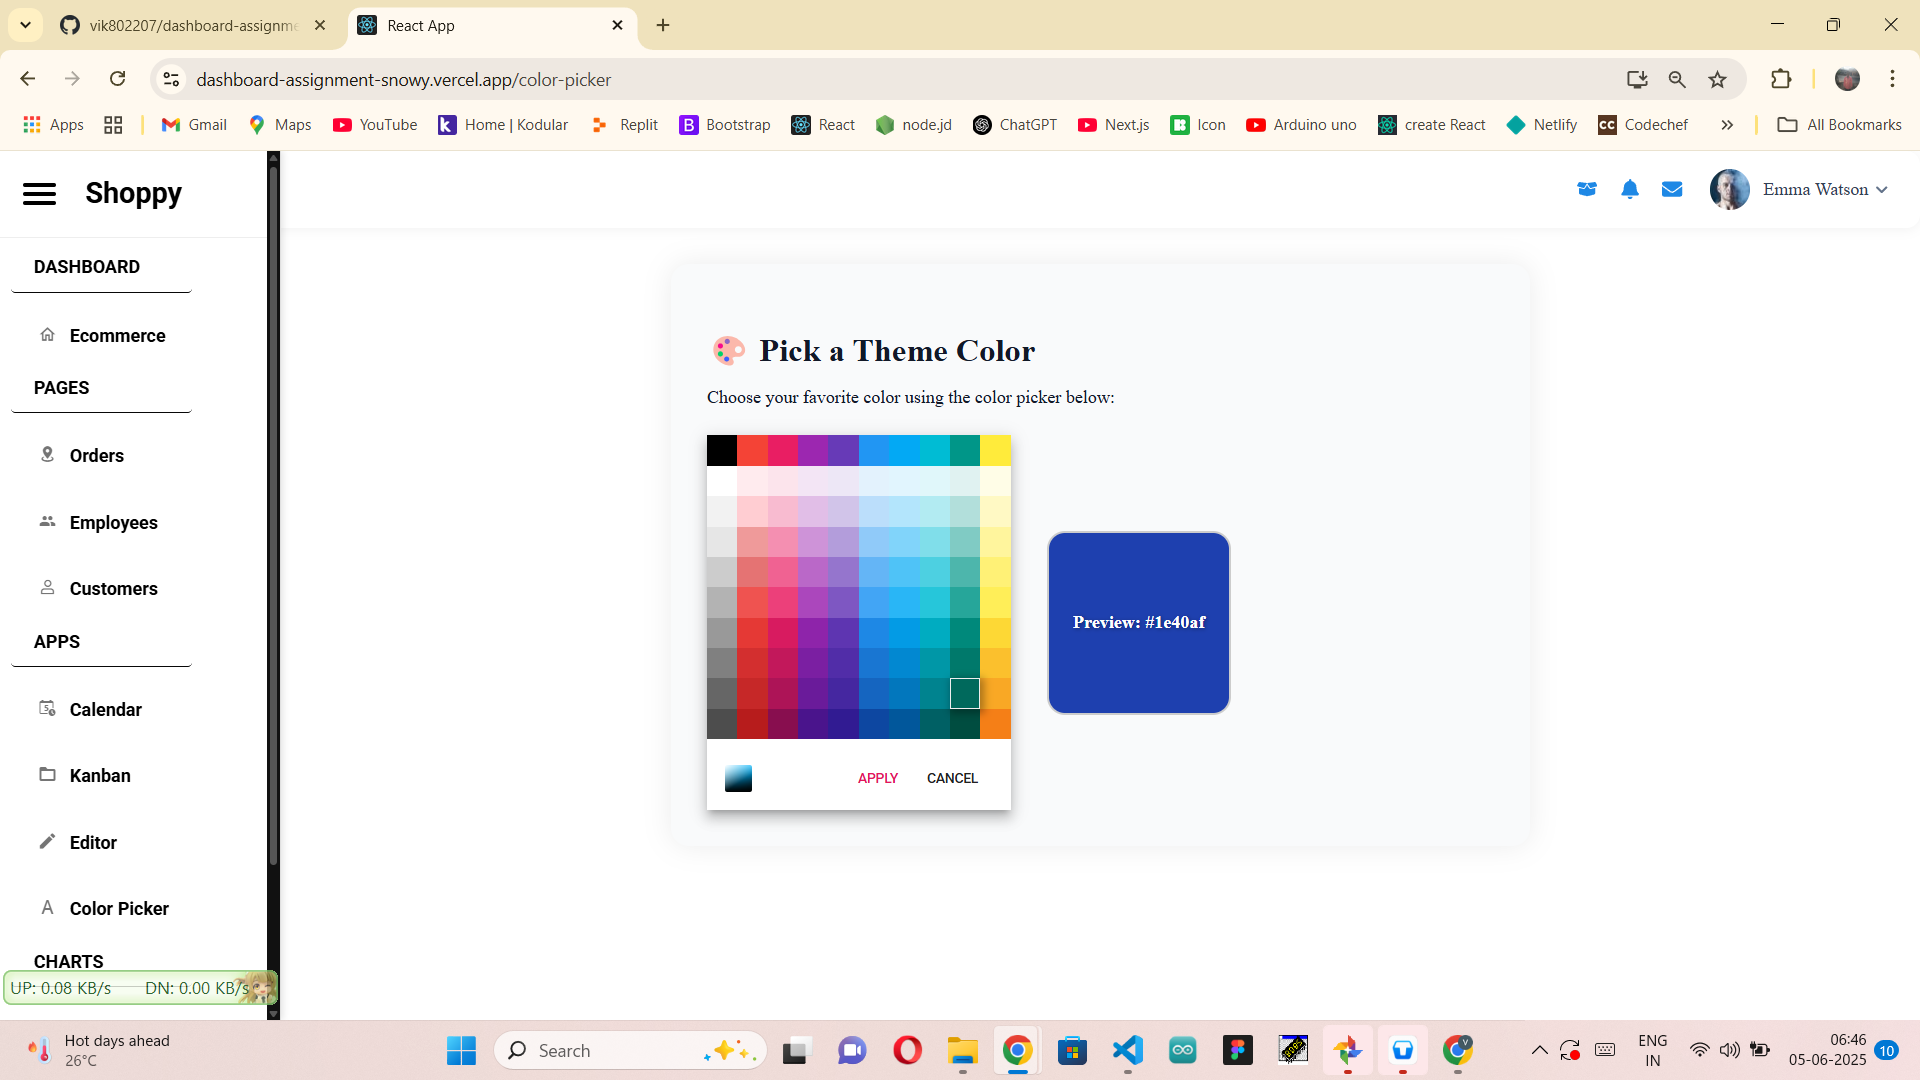 vik802207/dashboard-assignme
React App
dashboard-assignment-snowy.vercel.app/color-picker
Apps
Gmail
Maps
YouTube
Home | Kodular
Replit
Bootstrap
React
node.jd
ChatGPT
Next.js
Icon
Arduino uno
create React
Netlify
Codechef
All Bookmarks
Shoppy
Emma Watson
DASHBOARD
Ecommerce
PAGES
Orders
Employees
Customers
APPS
Calendar
Kanban
Editor
Color Picker
CHARTS
Pick a Theme Color
Choose your favorite color using the color picker below:
Preview: #1e40af
APPLY
CANCEL
UP: 0.08 KB/s DN: 0.00 KB/s
Hot days ahead
26°C
Search
ENG
IN
06:46
05-06-2025
10